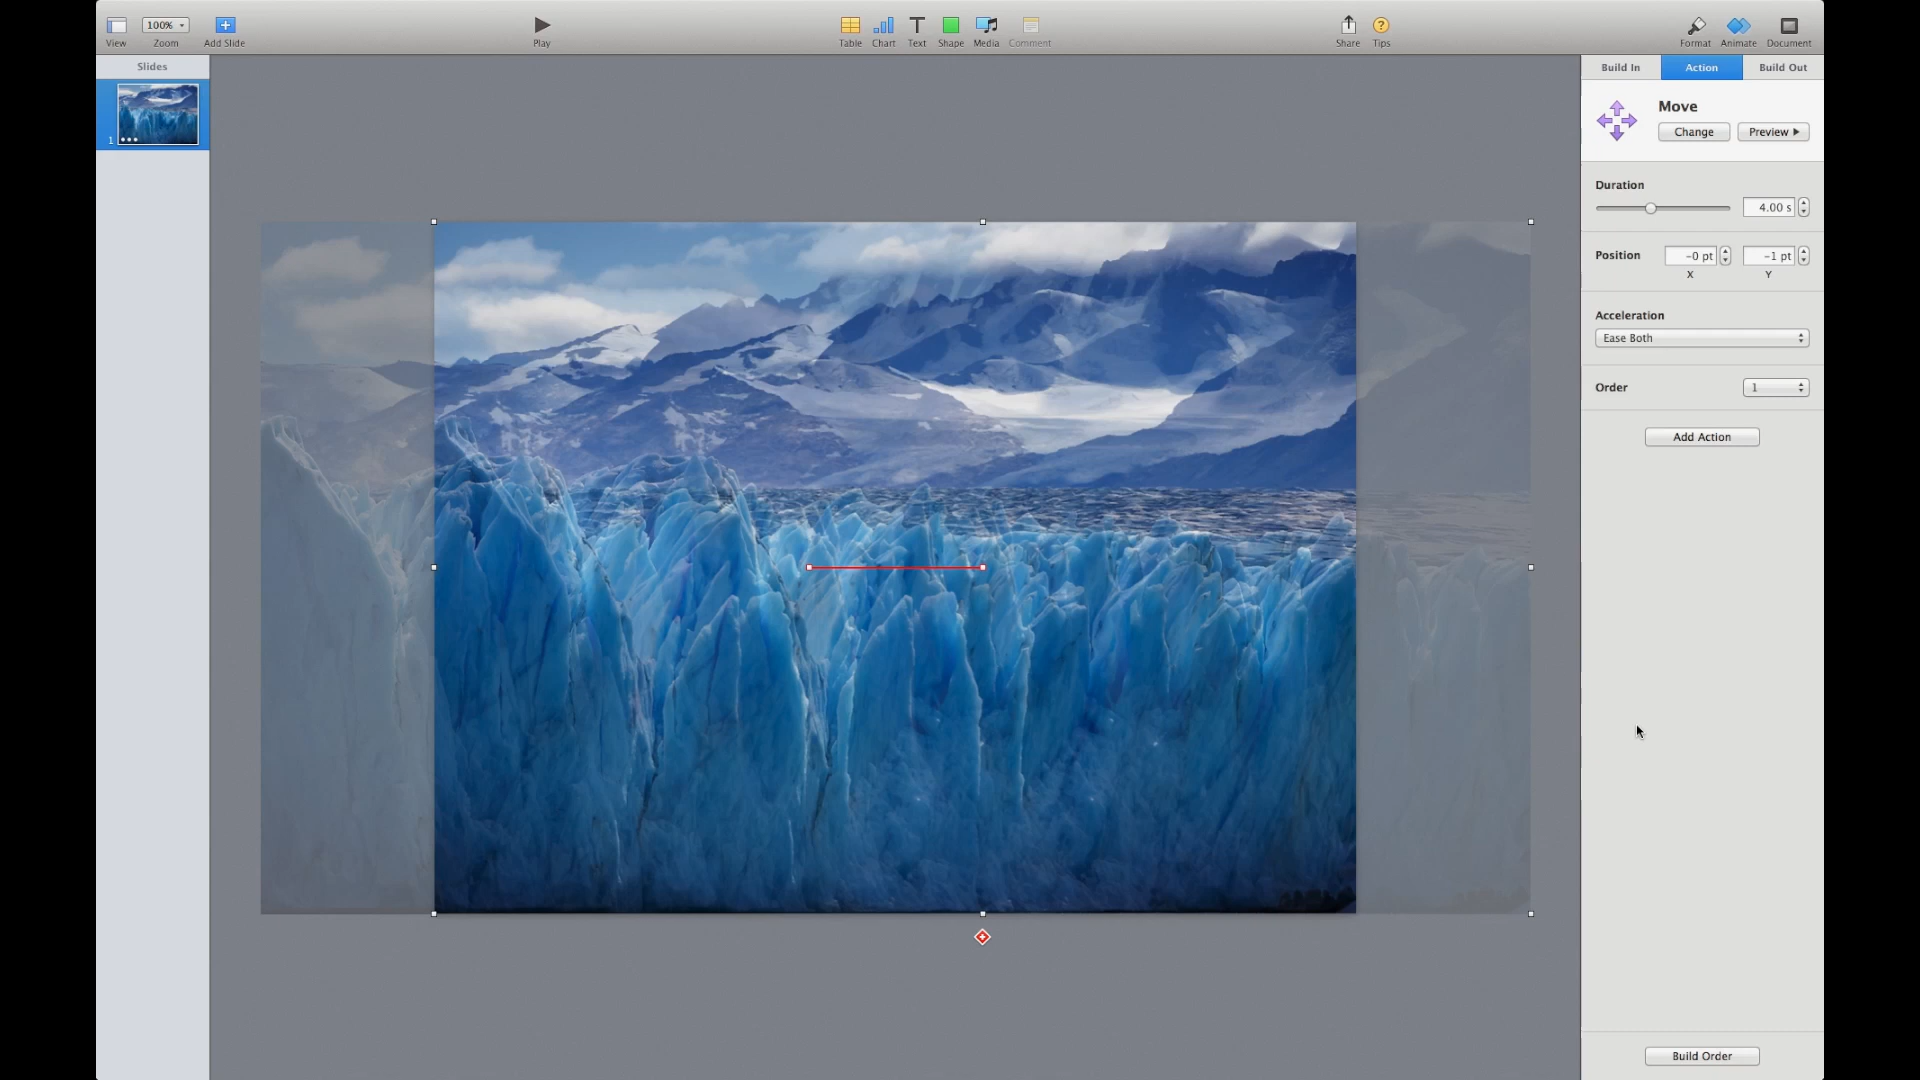 100%
View
Zoom
Add Slide
Play
Table
Chart
Text
Shape
Media
Comment
Share
Tips
Format
Animate
Document
Slides
1
Build In
Action
Build Out
Move
Change
Preview
Duration
4.00 s
Position
-0 pt
-1 pt
X
Y
Acceleration
Ease Both
Order
1
Add Action
Build Order